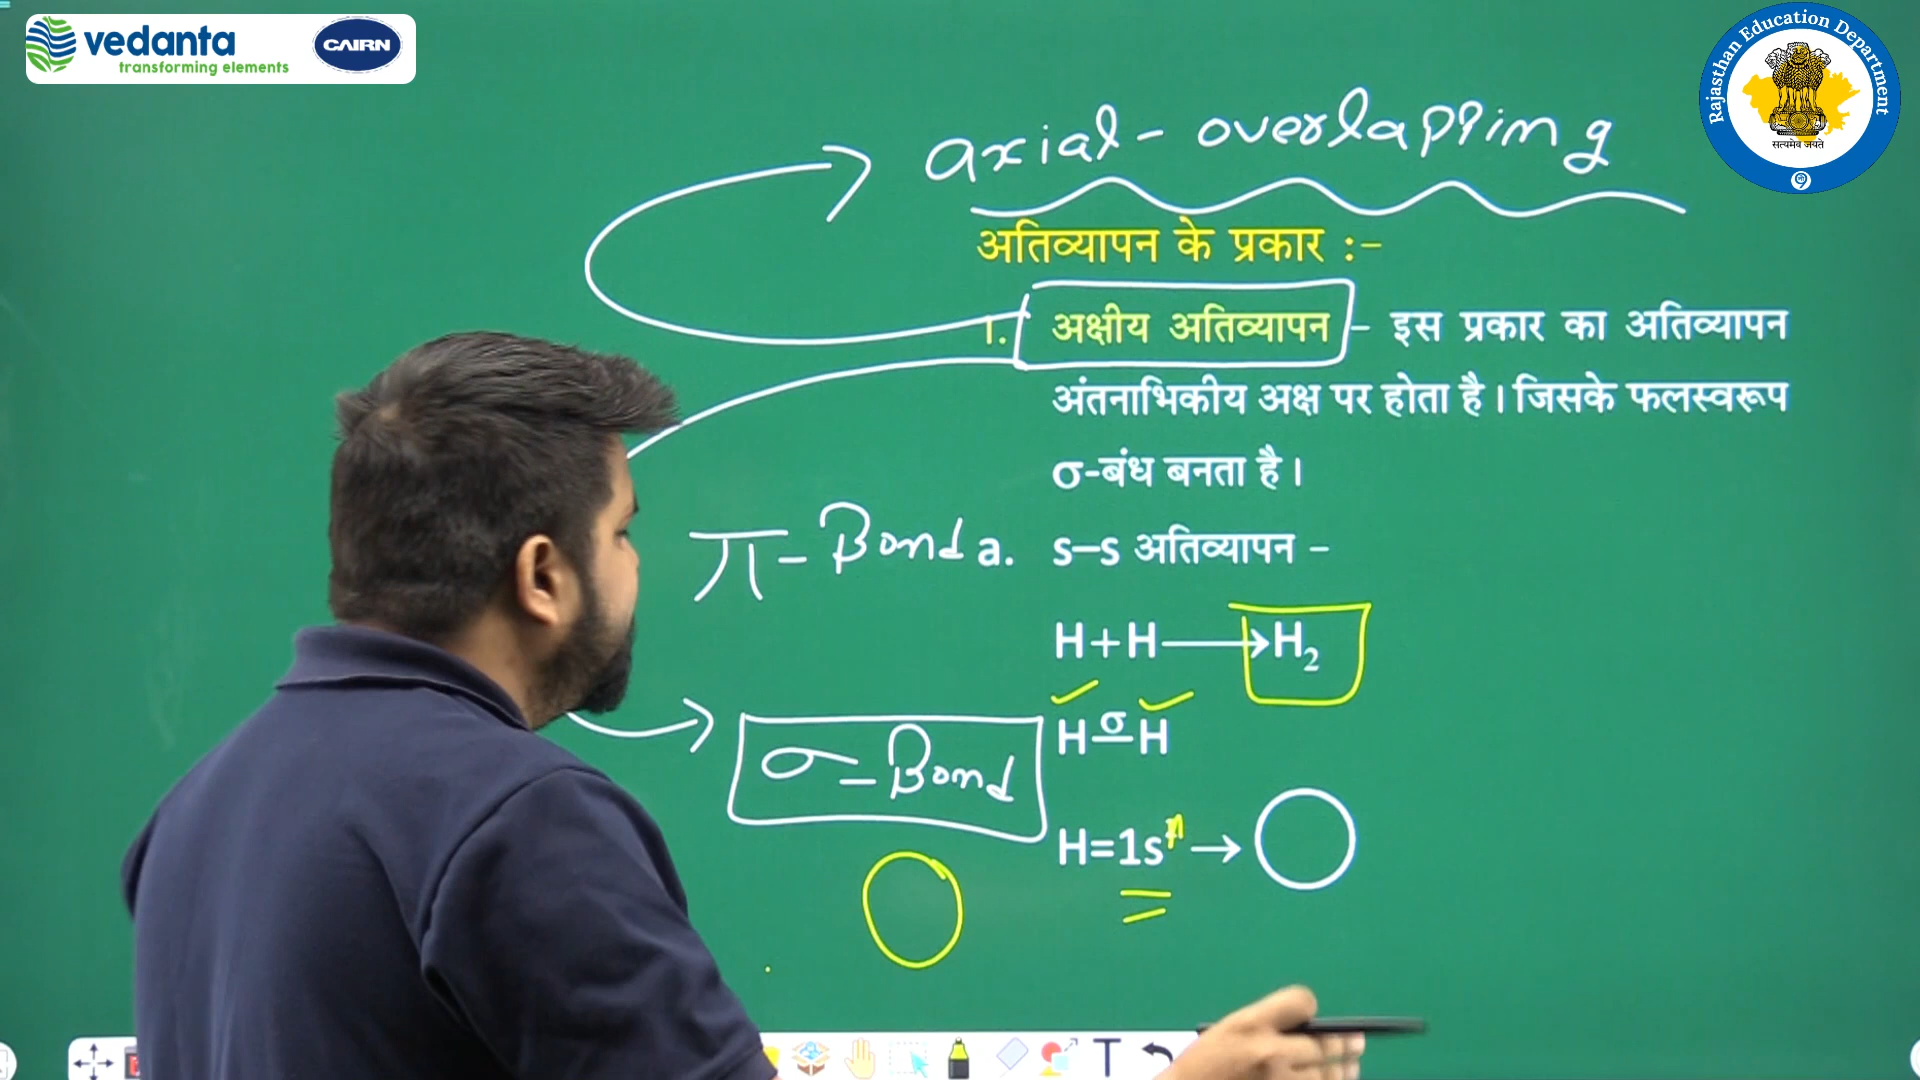 vedanta
transforming elements
CAIRN
Rajasthan Education Department
सत्यमेव जयते
axial - overlapping
अतिव्यापन के प्रकार :-
1. अक्षीय अतिव्यापन - इस प्रकार का अतिव्यापन
अंतनाभिकीय अक्ष पर होता है। जिसके फलस्वरूप
σ-बंध बनता है।
π - Bond
a. s–s अतिव्यापन –
H+H⟶H₂
H σ H
σ - Bond
H=1s¹→
T